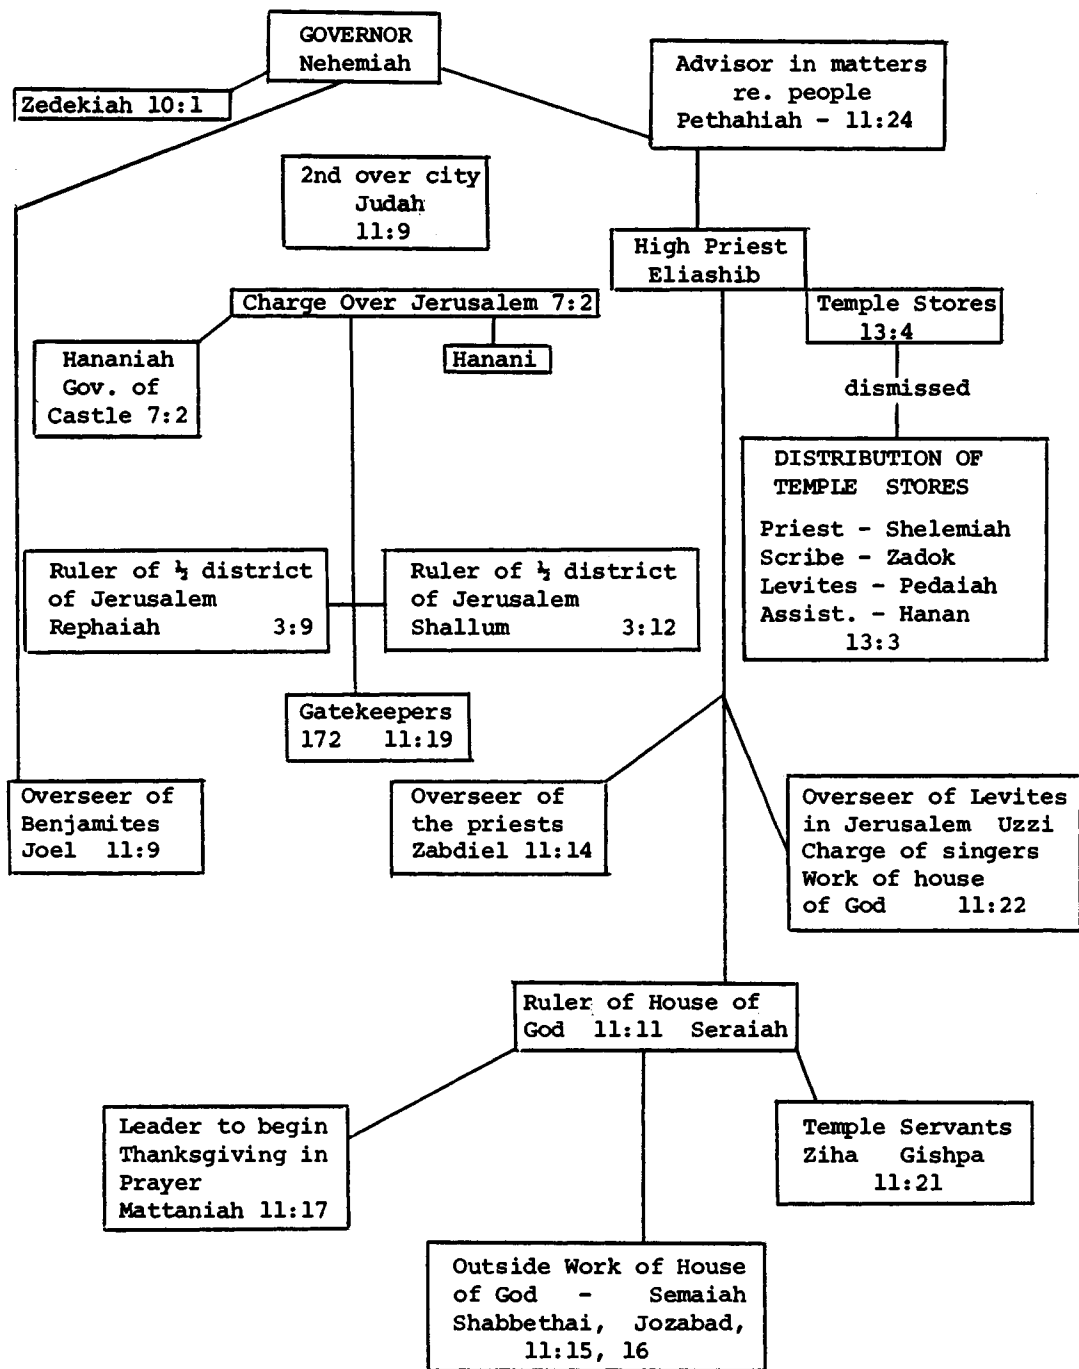 GOVERNOR
Nehemiah
Zedekiah 10:1
Advisor in matters
re. people
Pethahiah - 11:24
2nd over city
Judah
11:9
High Priest
Eliashib
Charge Over Jerusalem 7:2
Temple Stores
13:4
Hananiah
Gov. of
Castle 7:2
Hanani
dismissed
DISTRIBUTION OF
TEMPLE STORES
Priest - Shelemiah
Scribe - Zadok
Levites - Pedaiah
Assist. - Hanan
13:3
Ruler of ½ district
of Jerusalem
Rephaiah 3:9
Ruler of ½ district
of Jerusalem
Shallum 3:12
Gatekeepers
172 11:19
Overseer of
Benjamites
Joel 11:9
Overseer of
the priests
Zabdiel 11:14
Overseer of Levites
in Jerusalem Uzzi
Charge of singers
Work of house
of God 11:22
Ruler of House of
God 11:11 Seraiah
Leader to begin
Thanksgiving in
Prayer
Mattaniah 11:17
Temple Servants
Ziha Gishpa
11:21
Outside Work of House
of God - Semaiah
Shabbethai, Jozabad,
11:15, 16